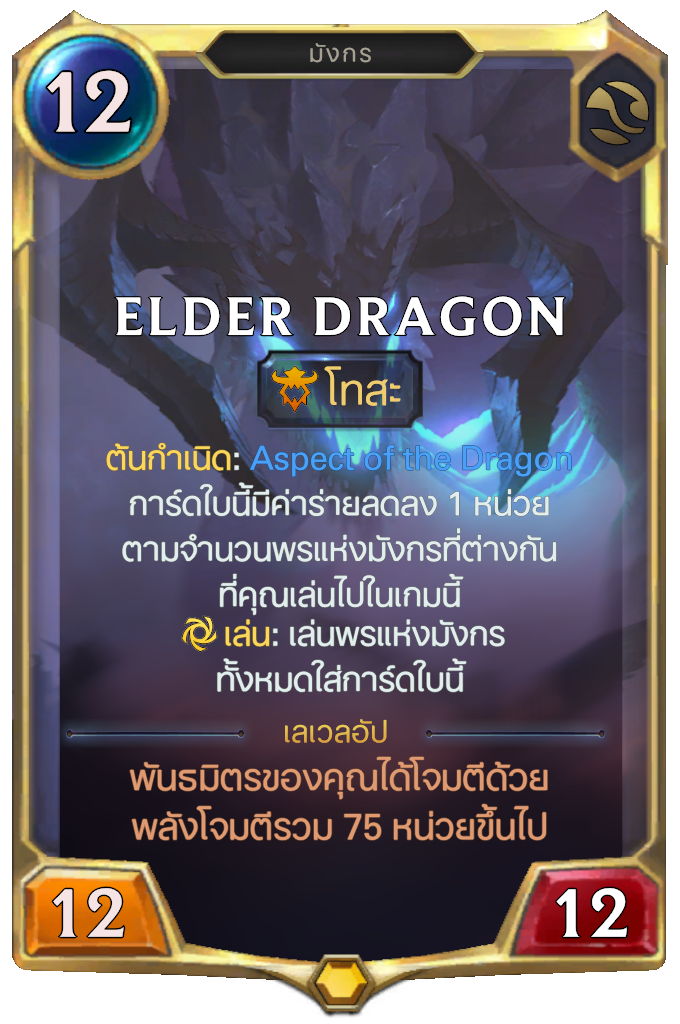 12
มังกร
ELDER DRAGON
โทสะ
ต้นกำเนิด: Aspect of the Dragon
การ์ดใบนี้มีค่าร่ายลดลง 1 หน่วย
ตามจำนวนพรแห่งมังกรที่ต่างกัน
ที่คุณเล่นไปในเกมนี้
เล่น: เล่นพรแห่งมังกร
ทั้งหมดใส่การ์ดใบนี้
เลเวลอัป
พันธมิตรของคุณได้โจมตีด้วย
พลังโจมตีรวม 75 หน่วยขึ้นไป
12
12